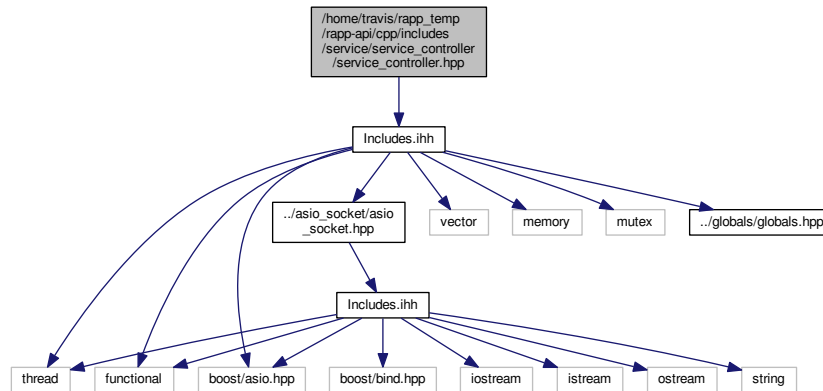 /home/travis/rapp_temp
/rapp-api/cpp/includes
/service/service_controller
/service_controller.hpp
Includes.ihh
../asio_socket/asio
_socket.hpp
vector
memory
mutex
../globals/globals.hpp
Includes.ihh
thread
functional
boost/asio.hpp
boost/bind.hpp
iostream
istream
ostream
string